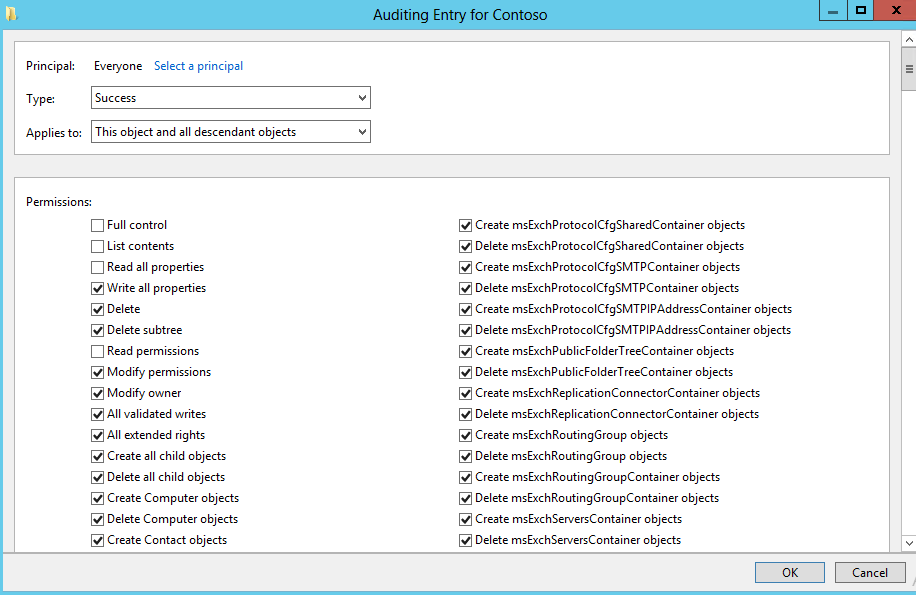 Auditing Entry for Contoso
Principal: Everyone Select a principal
Type: Success
Applies to: This object and all descendant objects
Permissions:
Full control
List contents
Read all properties
Write all properties
Delete
Delete subtree
Read permissions
Modify permissions
Modify owner
All validated writes
All extended rights
Create all child objects
Delete all child objects
Create Computer objects
Delete Computer objects
Create Contact objects
Create msExchProtocolCfgSharedContainer objects
Delete msExchProtocolCfgSharedContainer objects
Create msExchProtocolCfgSMTPContainer objects
Delete msExchProtocolCfgSMTPContainer objects
Create msExchProtocolCfgSMTPIPAddressContainer objects
Delete msExchProtocolCfgSMTPIPAddressContainer objects
Create msExchPublicFolderTreeContainer objects
Delete msExchPublicFolderTreeContainer objects
Create msExchReplicationConnectorContainer objects
Delete msExchReplicationConnectorContainer objects
Create msExchRoutingGroup objects
Delete msExchRoutingGroup objects
Create msExchRoutingGroupContainer objects
Delete msExchRoutingGroupContainer objects
Create msExchServersContainer objects
Delete msExchServersContainer objects
OK Cancel